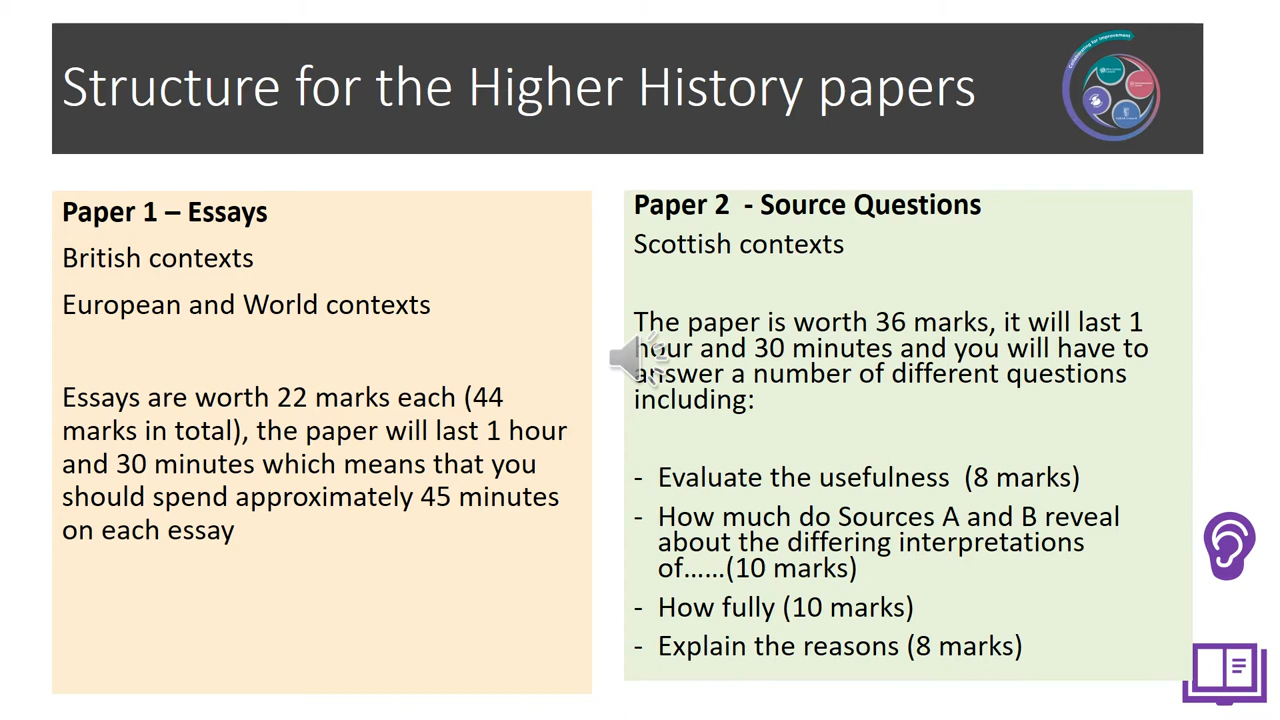 Structure for the Higher History papers
Collaborating for Improvement
Paper 1 – Essays
British contexts
European and World contexts
Essays are worth 22 marks each (44
marks in total), the paper will last 1 hour
and 30 minutes which means that you
should spend approximately 45 minutes
on each essay
Paper 2 - Source Questions
Scottish contexts
The paper is worth 36 marks, it will last 1
hour and 30 minutes and you will have to
answer a number of different questions
including:
- Evaluate the usefulness (8 marks)
- How much do Sources A and B reveal
about the differing interpretations
of……(10 marks)
- How fully (10 marks)
- Explain the reasons (8 marks)